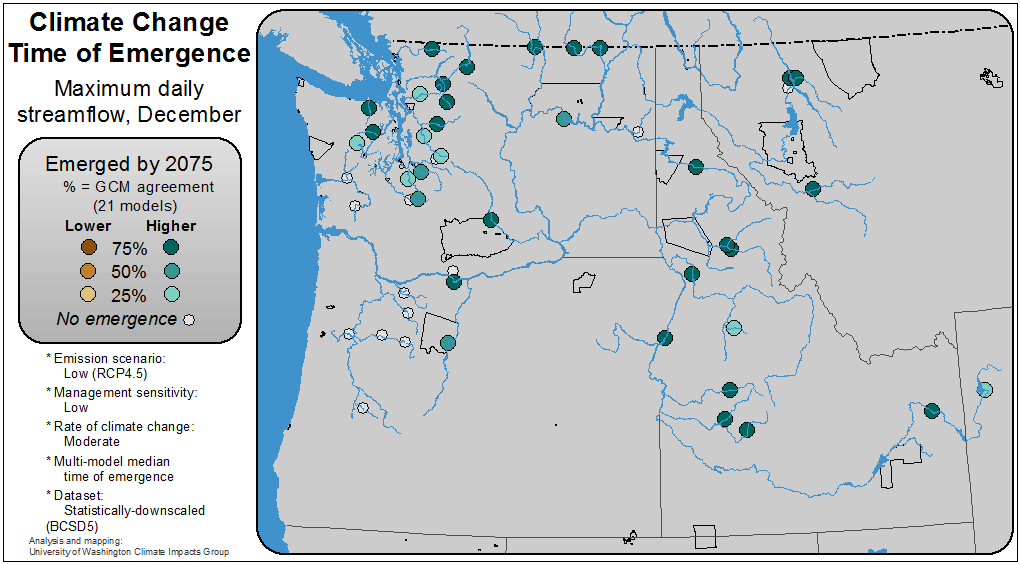 Climate Change
Time of Emergence
Maximum daily
streamflow, December
Emerged by 2075
% = GCM agreement
(21 models)
Lower Higher
75%
50%
25%
No emergence
* Emission scenario:
Low (RCP4.5)
* Management sensitivity:
Low
* Rate of climate change:
Moderate
* Multi-model median
time of emergence
* Dataset:
Statistically-downscaled
(BCSD5)
Analysis and mapping:
University of Washington Climate Impacts Group